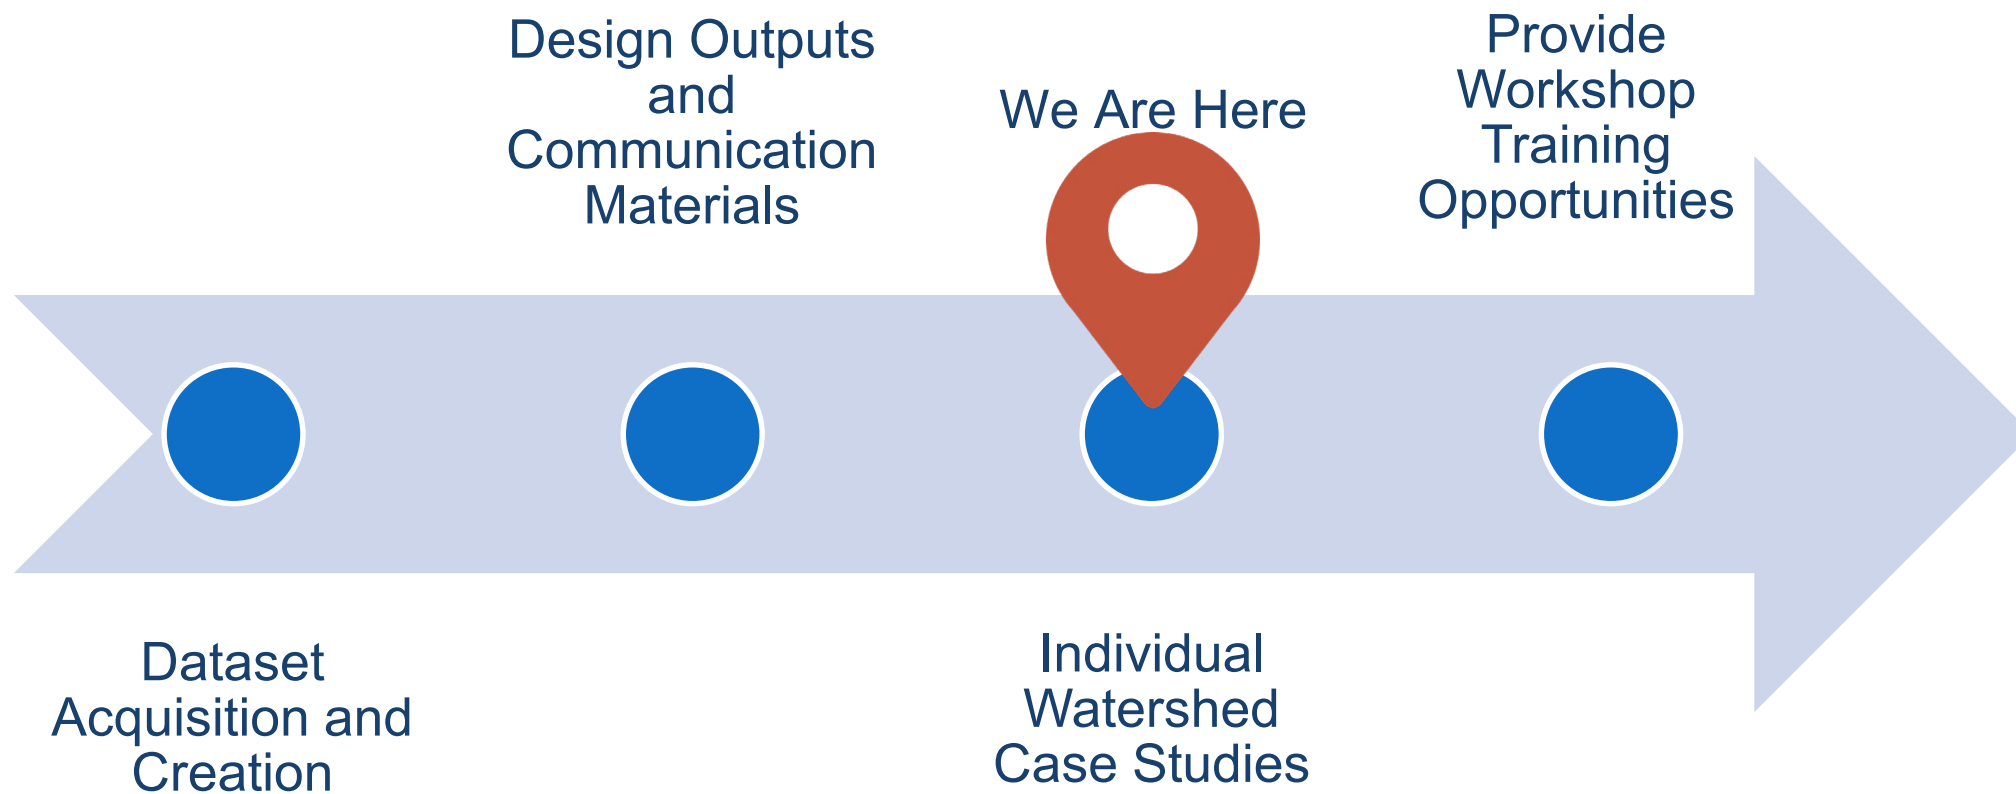 Design Outputs
and
Communication
Materials
We Are Here
Provide
Workshop
Training
Opportunities
Dataset
Acquisition and
Creation
Individual
Watershed
Case Studies